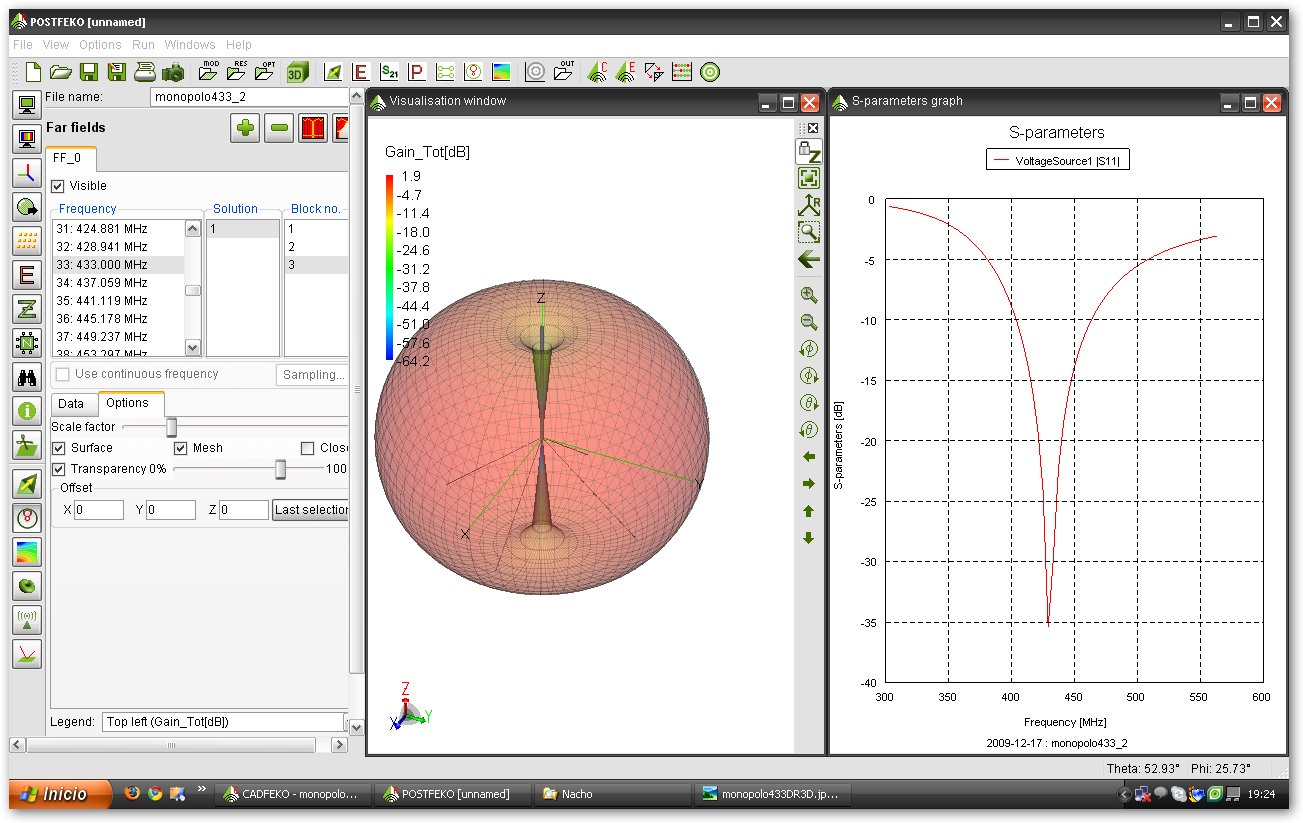 POSTFEKO [unnamed]
File View Options Run Windows Help
MOD RES OPT 3D E S21 P OUT C E
File name: monopolo433_2
Far fields
FF_0
Visible
Frequency Solution Block no.
31: 424.881 MHz 1 1
32: 428.941 MHz 2
33: 433.000 MHz 3
34: 437.059 MHz
35: 441.119 MHz
36: 445.178 MHz
37: 449.237 MHz
38: 453.297 MHz
Use continuous frequency Sampling...
Data Options
Scale factor
Surface Mesh Close
Transparency 0% 100
Offset
X 0 Y 0 Z 0 Last selection
Legend: Top left (Gain_Tot[dB])
E
Z
N
i
Visualisation window
Gain_Tot[dB]
1.9
-4.7
-11.4
-18.0
-24.6
-31.2
-37.8
-44.4
-51.0
-57.6
-64.2
Z
Y
X
Z
Y
X
Z
R
S-parameters graph
S-parameters
VoltageSource1 |S11|
0
-5
-10
-15
-20
-25
-30
-35
-40
S-parameters [dB]
300 350 400 450 500 550 600
Frequency [MHz]
2009-12-17 : monopolo433_2
Theta: 52.93° Phi: 25.73°
Inicio » CADFEKO - monopolo... POSTFEKO [unnamed] Nacho monopolo433DR3D.jp... 19:24